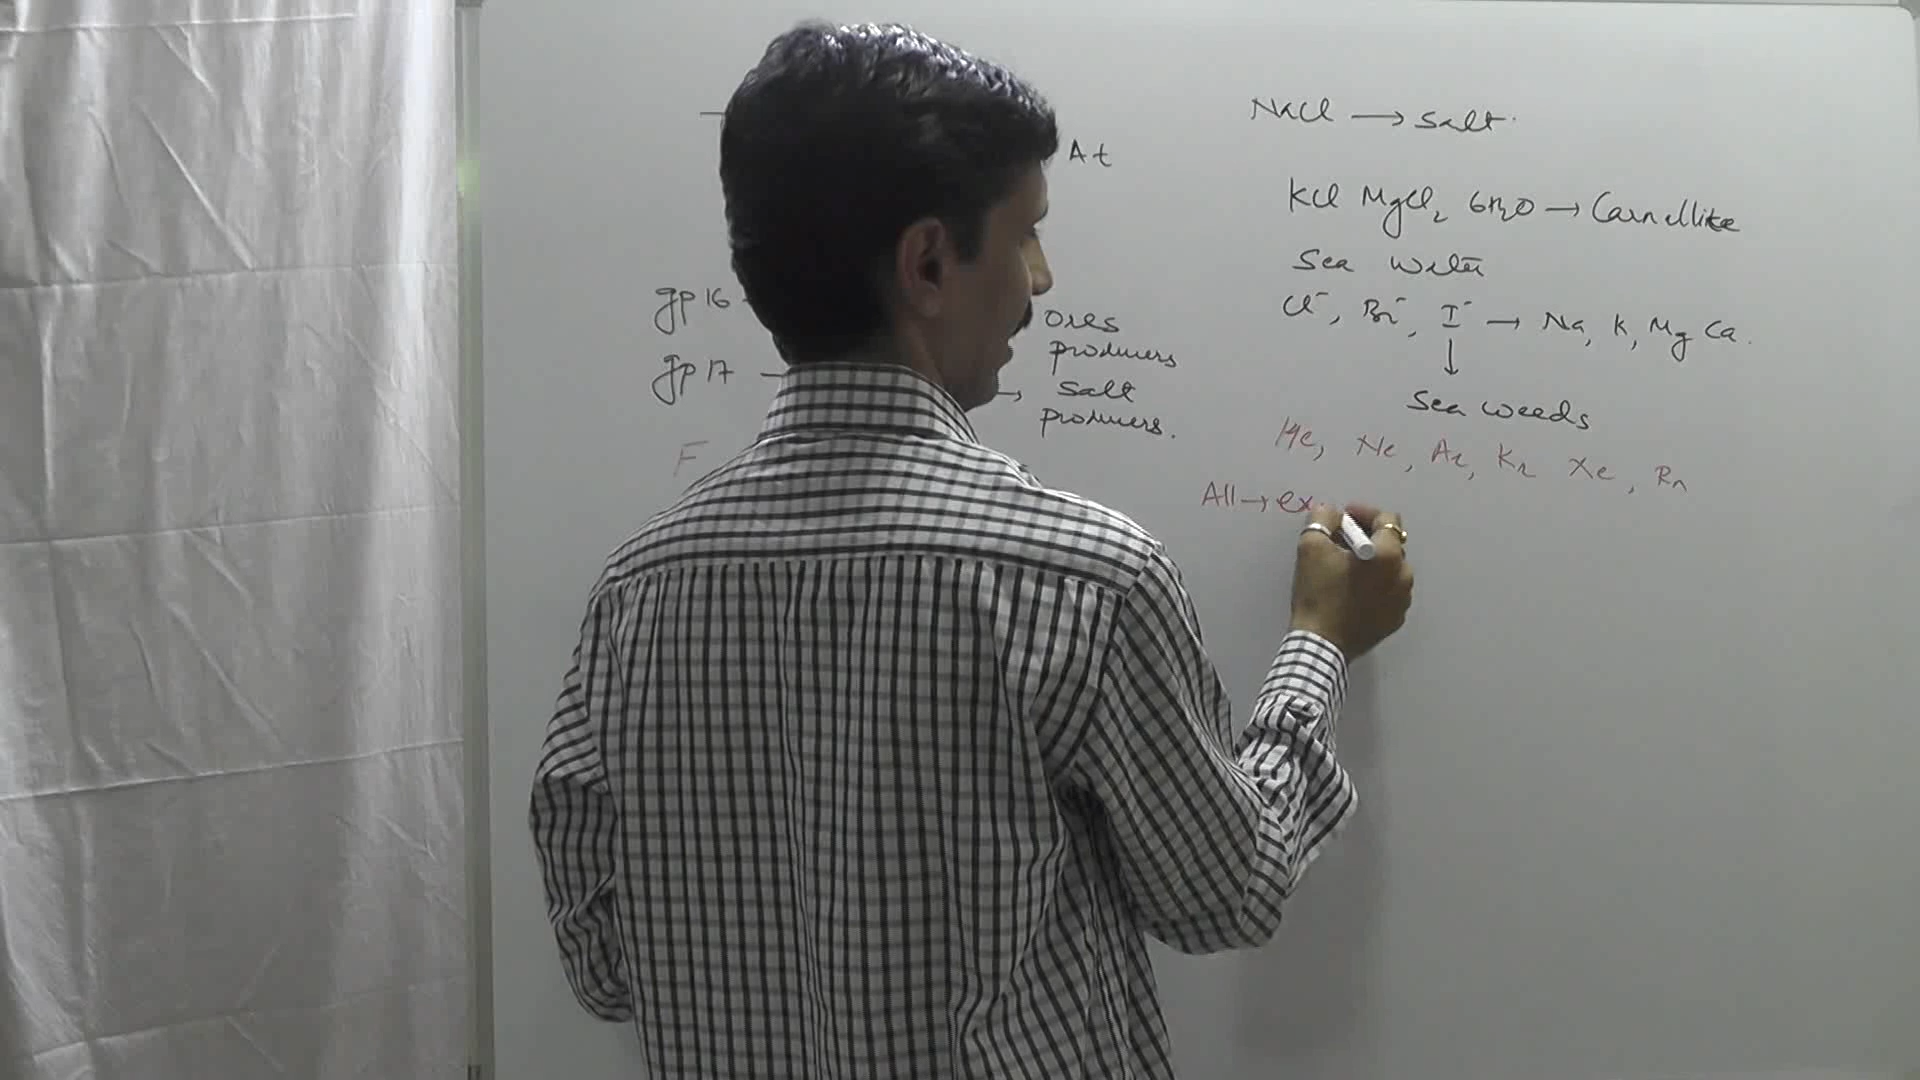 At
gp 16
ores
producers
gp 17 → salt
producers.
F
NaCl → salt.
KCl MgCl₂ 6H₂O → Carnallite
Sea water
Cl⁻, Br⁻, I⁻ → Na, K, Mg Ca.
↓
Sea weeds
He, Ne, Ar, Kr Xe, Rn
All → ex